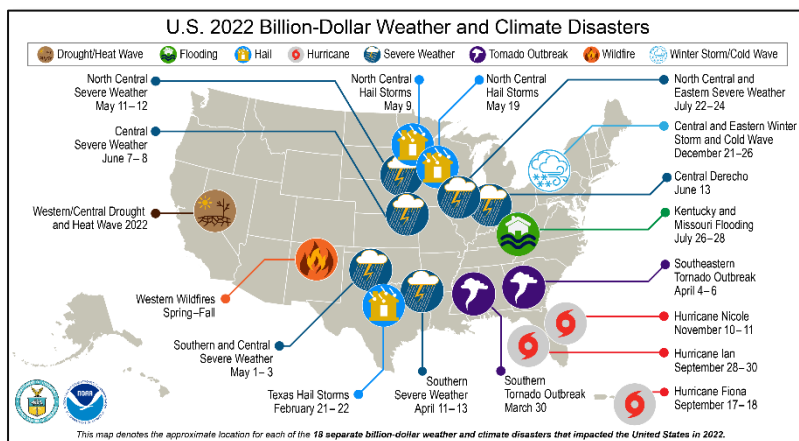 U.S. 2022 Billion-Dollar Weather and Climate Disasters
Drought/Heat Wave
Flooding
Hail
Hurricane
Severe Weather
Tornado Outbreak
Wildfire
Winter Storm/Cold Wave
North Central
Severe Weather
May 11–12
North Central
Hail Storms
May 9
North Central
Hail Storms
May 19
North Central and
Eastern Severe Weather
July 22–24
Central
Severe Weather
June 7–8
Central and Eastern Winter
Storm and Cold Wave
December 21–26
Central Derecho
June 13
Western/Central Drought
and Heat Wave 2022
Kentucky and
Missouri Flooding
July 26–28
Southeastern
Tornado Outbreak
April 4–6
Western Wildfires
Spring–Fall
Hurricane Nicole
November 10–11
Southern and Central
Severe Weather
May 1–3
Hurricane Ian
September 28–30
Texas Hail Storms
February 21–22
Southern
Severe Weather
April 11–13
Southern
Tornado Outbreak
March 30
Hurricane Fiona
September 17–18
NOAA
This map denotes the approximate location for each of the 18 separate billion-dollar weather and climate disasters that impacted the United States in 2022.